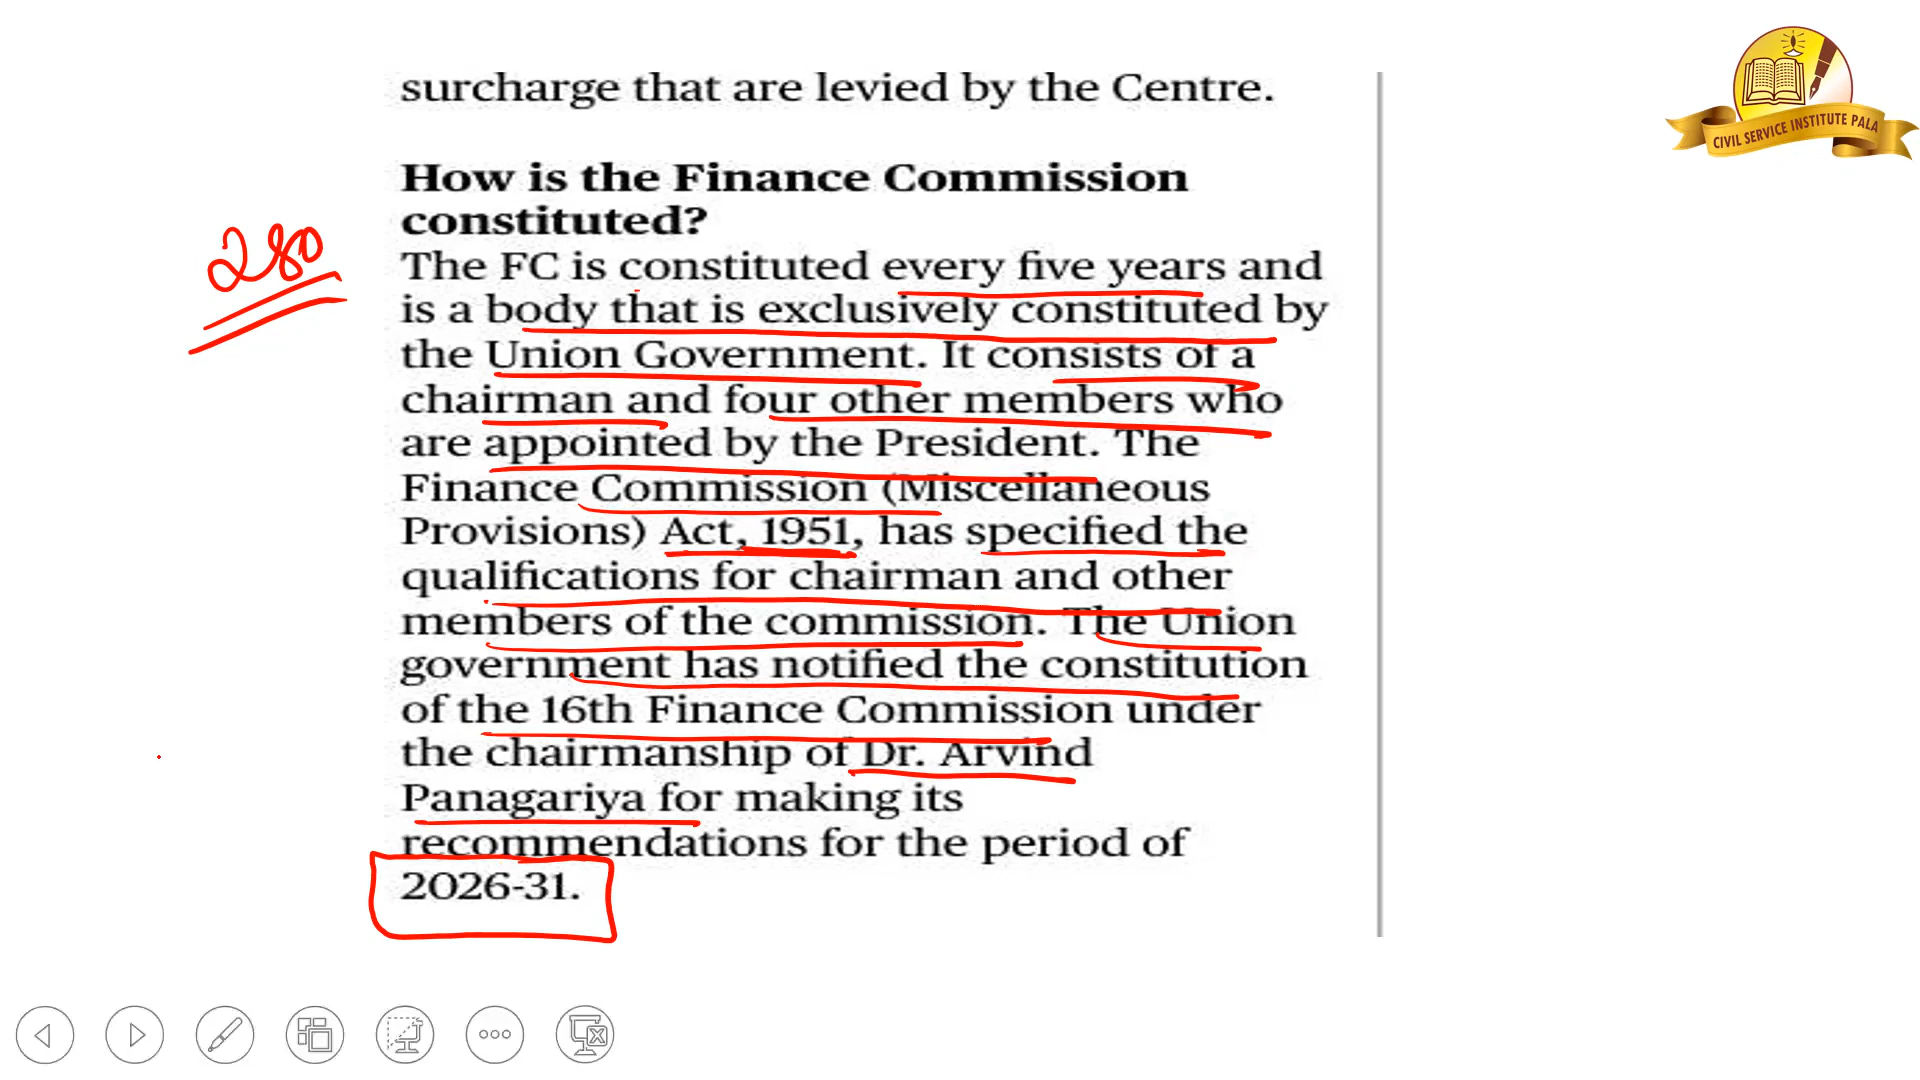 surcharge that are levied by the Centre.
How is the Finance Commission
constituted?
280
The FC is constituted every five years and
is a body that is exclusively constituted by
the Union Government. It consists of a
chairman and four other members who
are appointed by the President. The
Finance Commission (Miscellaneous
Provisions) Act, 1951, has specified the
qualifications for chairman and other
members of the commission. The Union
government has notified the constitution
of the 16th Finance Commission under
the chairmanship of Dr. Arvind
Panagariya for making its
recommendations for the period of
2026-31.
CIVIL SERVICE INSTITUTE PALA